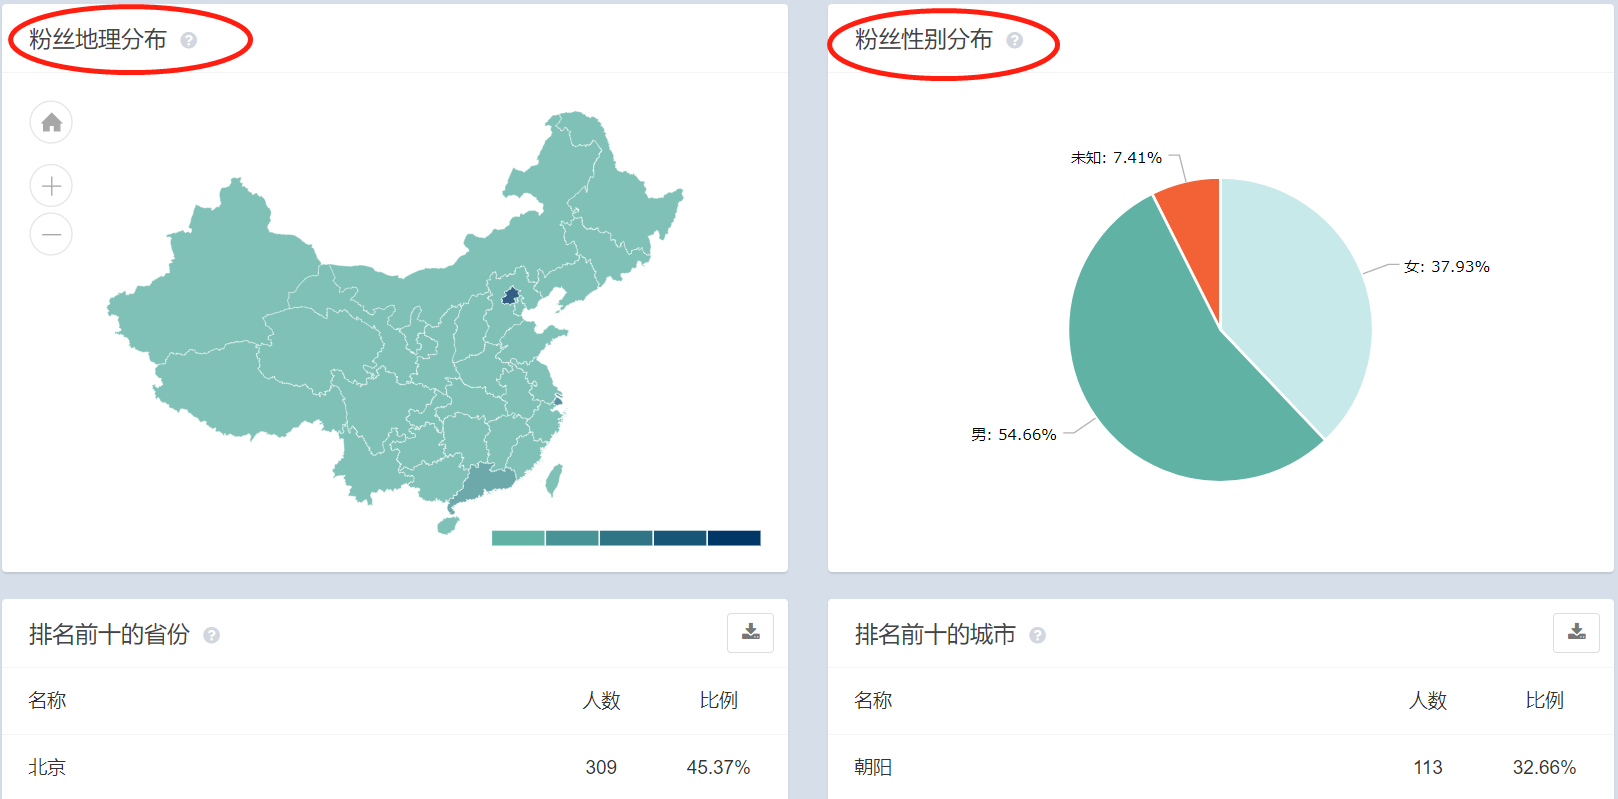 粉丝地理分布
粉丝性别分布
未知: 7.41%
女: 37.93%
男: 54.66%
排名前十的省份
名称 人数 比例
北京 309 45.37%
排名前十的城市
名称 人数 比例
朝阳 113 32.66%